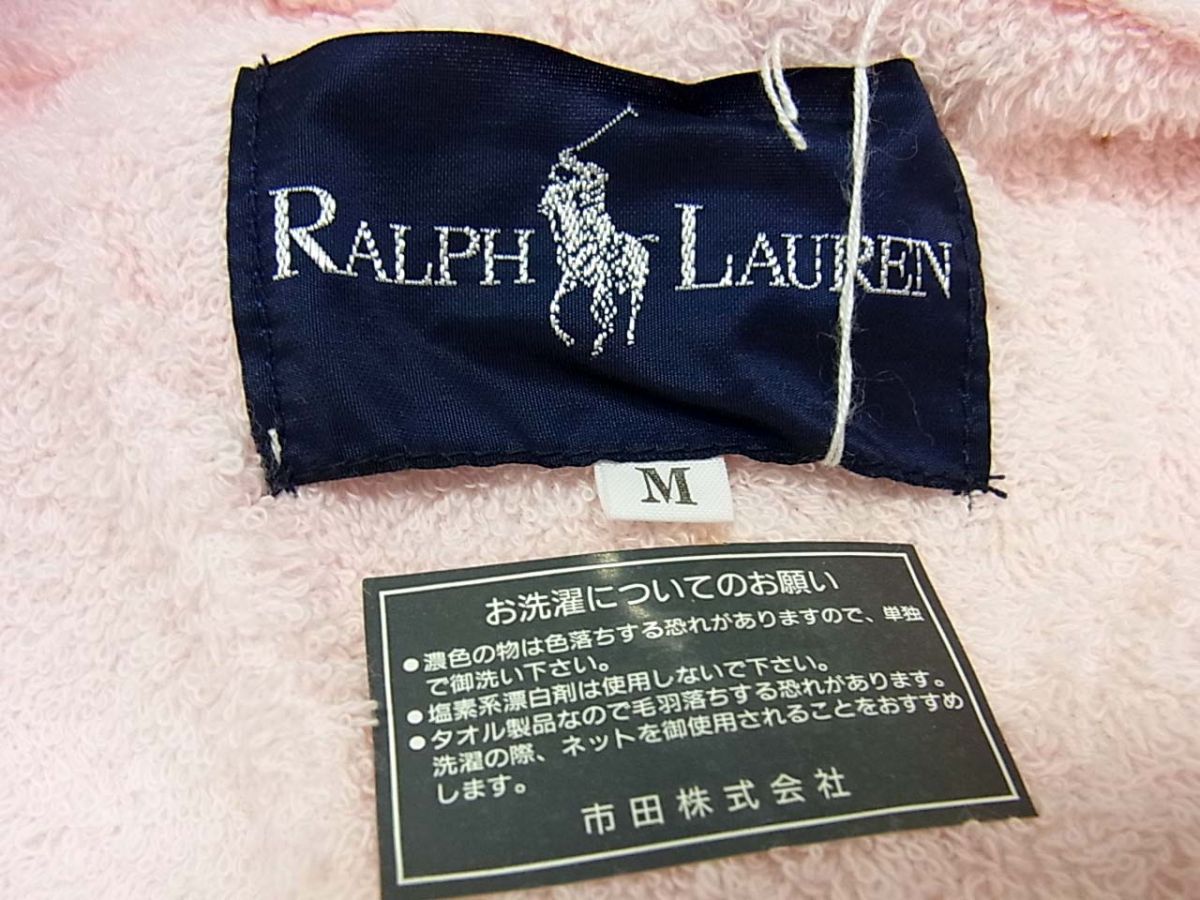 RALPH LAUREN
M
お洗濯についてのお願い
●濃色の物は色落ちする恐れがありますので、単独
で御洗い下さい。
●塩素系漂白剤は使用しないで下さい。
●タオル製品なので毛羽落ちする恐れがあります。
洗濯の際、ネットを御使用されることをおすすめ
します。
市田株式会社